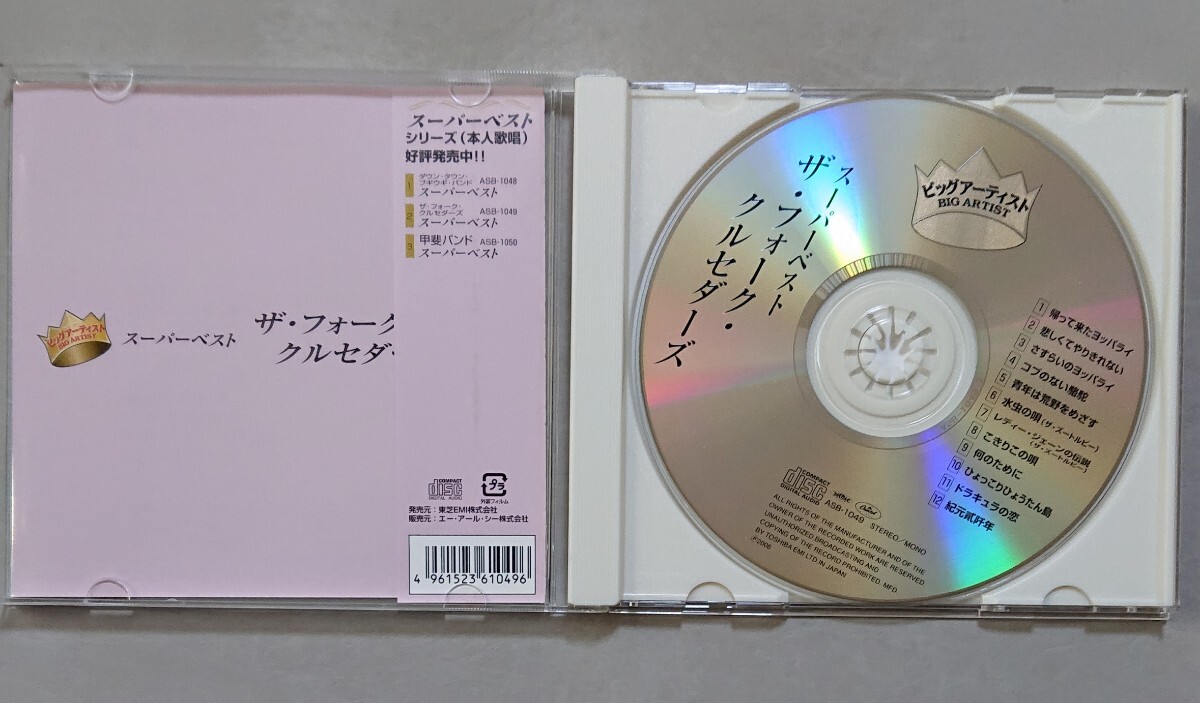 スーパーベスト
シリーズ(本人歌唱)
好評発売中!!
1 ダウン・タウン・ブギウギ・バンド ASB-1048
スーパーベスト
2 ザ・フォーク・クルセダーズ ASB-1049
スーパーベスト
3 甲斐バンド ASB-1050
スーパーベスト
ビッグアーティスト
BIG ARTIST
スーパーベスト
ザ・フォーク
クルセダー
COMPACT
disc
DIGITAL AUDIO
プラ
外装フィルム
発売元:東芝EMI株式会社
販売元:エー・アール・シー株式会社
4 961523 610496
スーパーベスト
ザ・フォーク・
クルセダーズ
ビッグアーティスト
BIG ARTIST
1 帰って来たヨッパライ
2 悲しくてやりきれない
3 さすらいのヨッパライ
4 コブのない駱駝
5 青年は荒野をめざす
6 水虫の唄(ザ・ズートルビー)
7 レディー・ジェーンの伝説
(ザ・ズートルビー)
8 こきりこの唄
9 何のために
10 ひょっこりひょうたん島
11 ドラキュラの恋
12 紀元貳阡年
COMPACT
disc
DIGITAL AUDIO
Capitol
ASB-1049 STEREO/MONO
ALL RIGHTS OF THE MANUFACTURER AND OF THE
OWNER OF THE RECORDED WORK ARE RESERVED
UNAUTHORIZED BROADCASTING AND
COPYING OF THE RECORD PROHIBITED. MFD.
BY TOSHIBA EMI LTD IN JAPAN